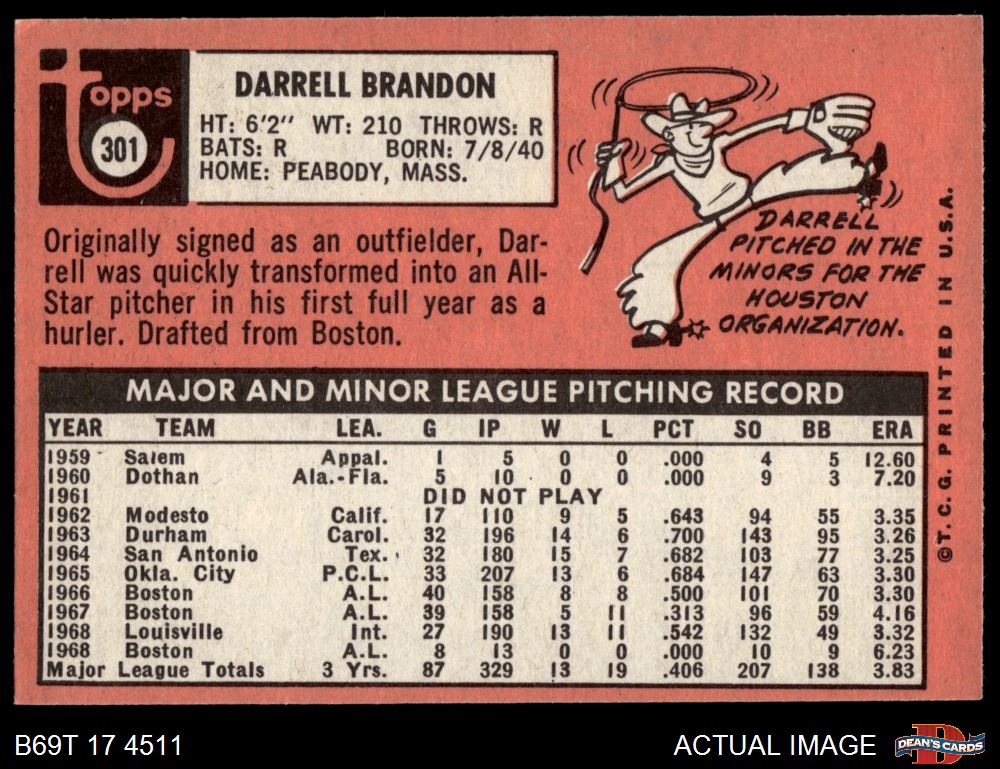 Topps
301
DARRELL BRANDON
HT: 6'2" WT: 210 THROWS: R
BATS: R BORN: 7/8/40
HOME: PEABODY, MASS.
Originally signed as an outfielder, Dar-
rell was quickly transformed into an All-
Star pitcher in his first full year as a
hurler. Drafted from Boston.
DARRELL
PITCHED IN THE
MINORS FOR THE
HOUSTON
ORGANIZATION.
MAJOR AND MINOR LEAGUE PITCHING RECORD
YEAR TEAM LEA. G IP W L PCT SO BB ERA
1959 Salem Appal. 1 5 0 0 .000 4 5 12.60
1960 Dothan Ala.-Fla. 5 10 0 0 .000 9 3 7.20
1961 DID NOT PLAY
1962 Modesto Calif. 17 110 9 5 .643 94 55 3.35
1963 Durham Carol. 32 196 14 6 .700 143 95 3.26
1964 San Antonio Tex. 32 180 15 7 .682 103 77 3.25
1965 Okla. City P.C.L. 33 207 13 6 .684 147 63 3.30
1966 Boston A.L. 40 158 8 8 .500 101 70 3.30
1967 Boston A.L. 39 158 5 11 .313 96 59 4.16
1968 Louisville Int. 27 190 13 11 .542 132 49 3.32
1968 Boston A.L. 8 13 0 0 .000 10 9 6.23
Major League Totals 3 Yrs. 87 329 13 19 .406 207 138 3.83
© T. C. G. PRINTED IN U.S.A.
B69T 17 4511
ACTUAL IMAGE
D
DEAN'S CARDS